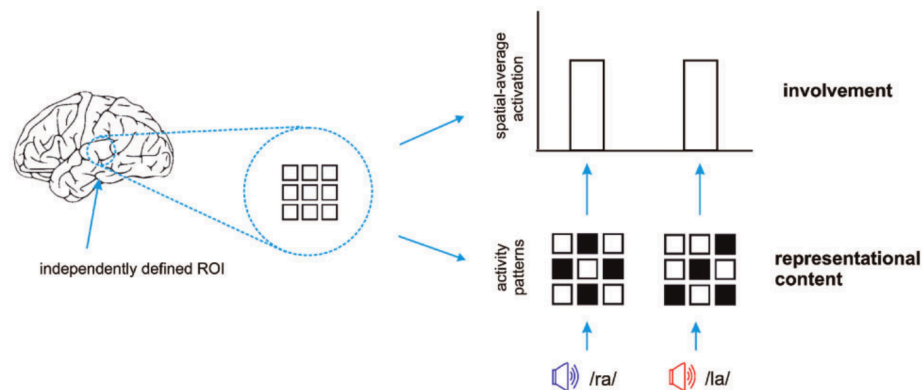 spatial-average
activation
involvement
independently defined ROI
activity
patterns
representational
content
/ra/
/la/